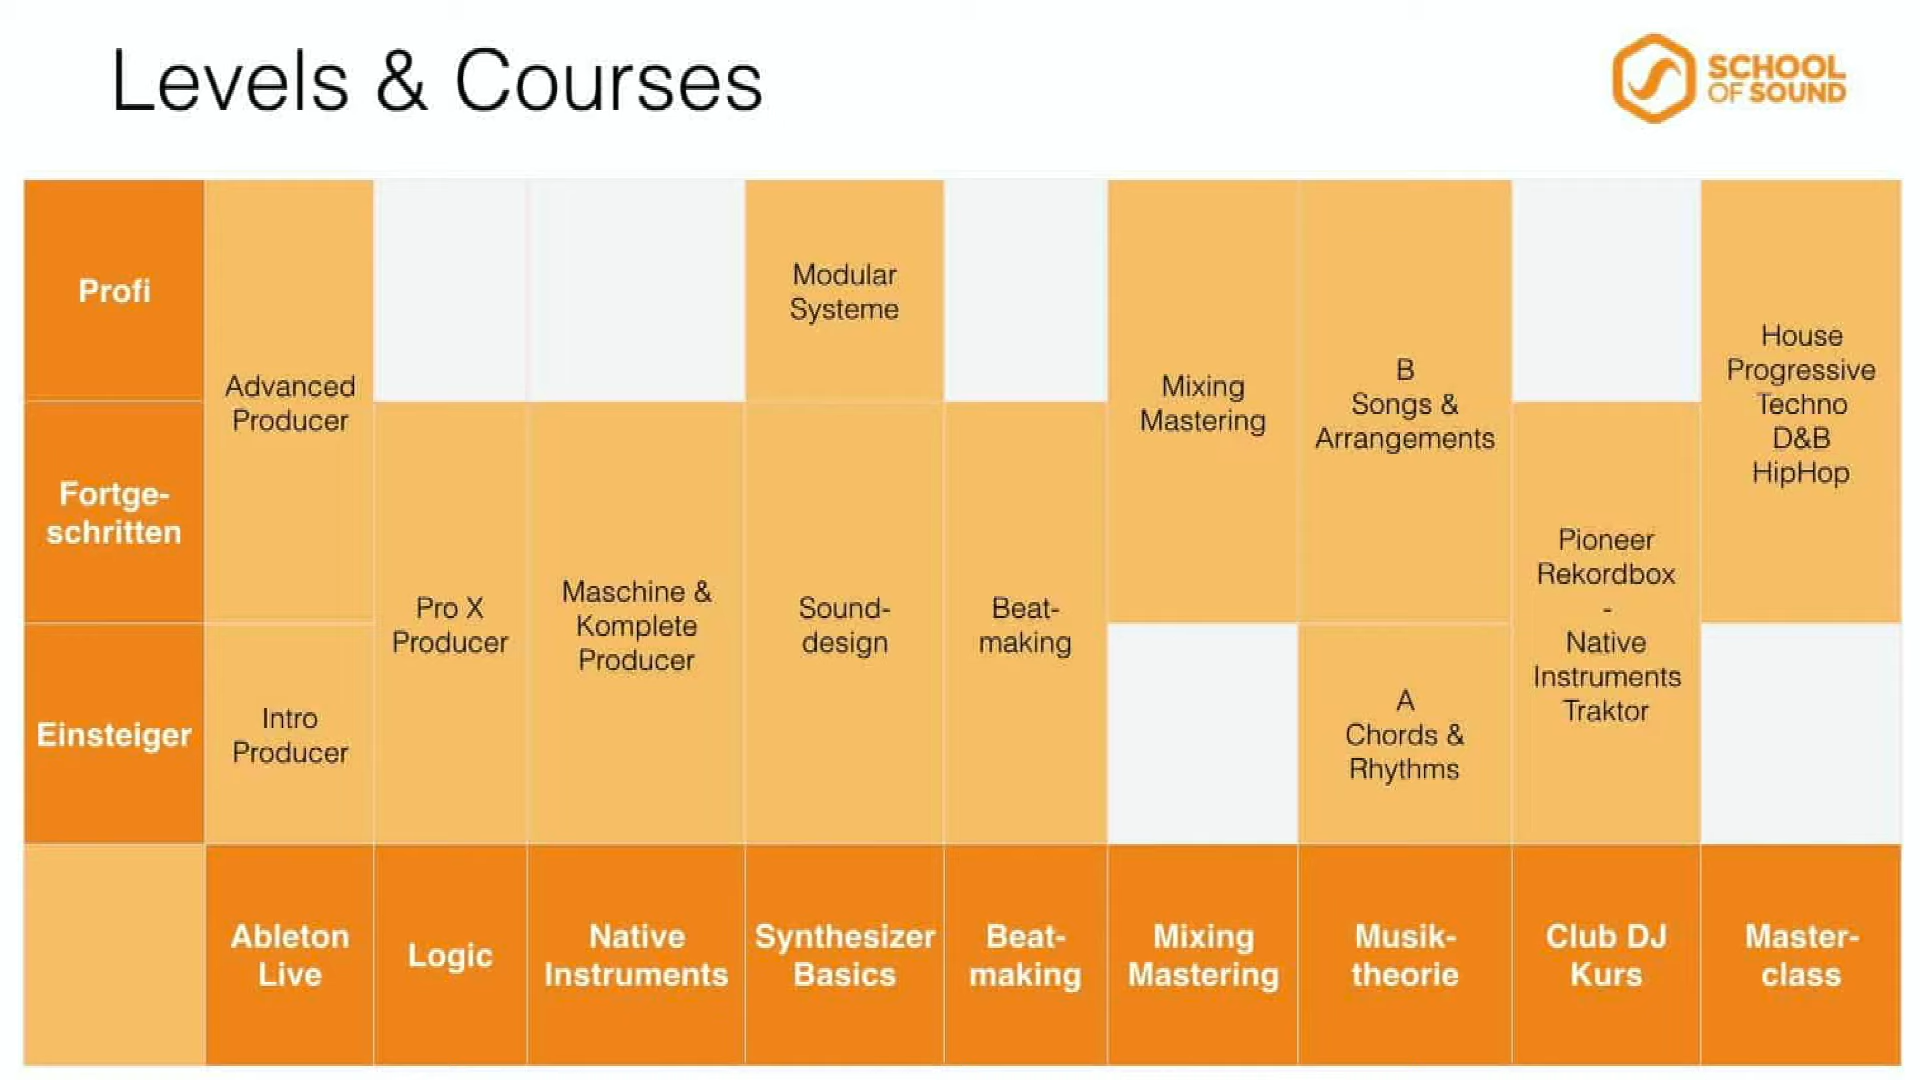 Levels & Courses
SCHOOL
OF SOUND
Profi
Advanced
Producer
Modular
Systeme
Mixing
Mastering
B
Songs &
Arrangements
House
Progressive
Techno
D&B
HipHop
Fortge-
schritten
Pro X
Producer
Maschine &
Komplete
Producer
Sound-
design
Beat-
making
Pioneer
Rekordbox
-
Native
Instruments
Traktor
Einsteiger
Intro
Producer
A
Chords &
Rhythms
Ableton
Live
Logic
Native
Instruments
Synthesizer
Basics
Beat-
making
Mixing
Mastering
Musik-
theorie
Club DJ
Kurs
Master-
class